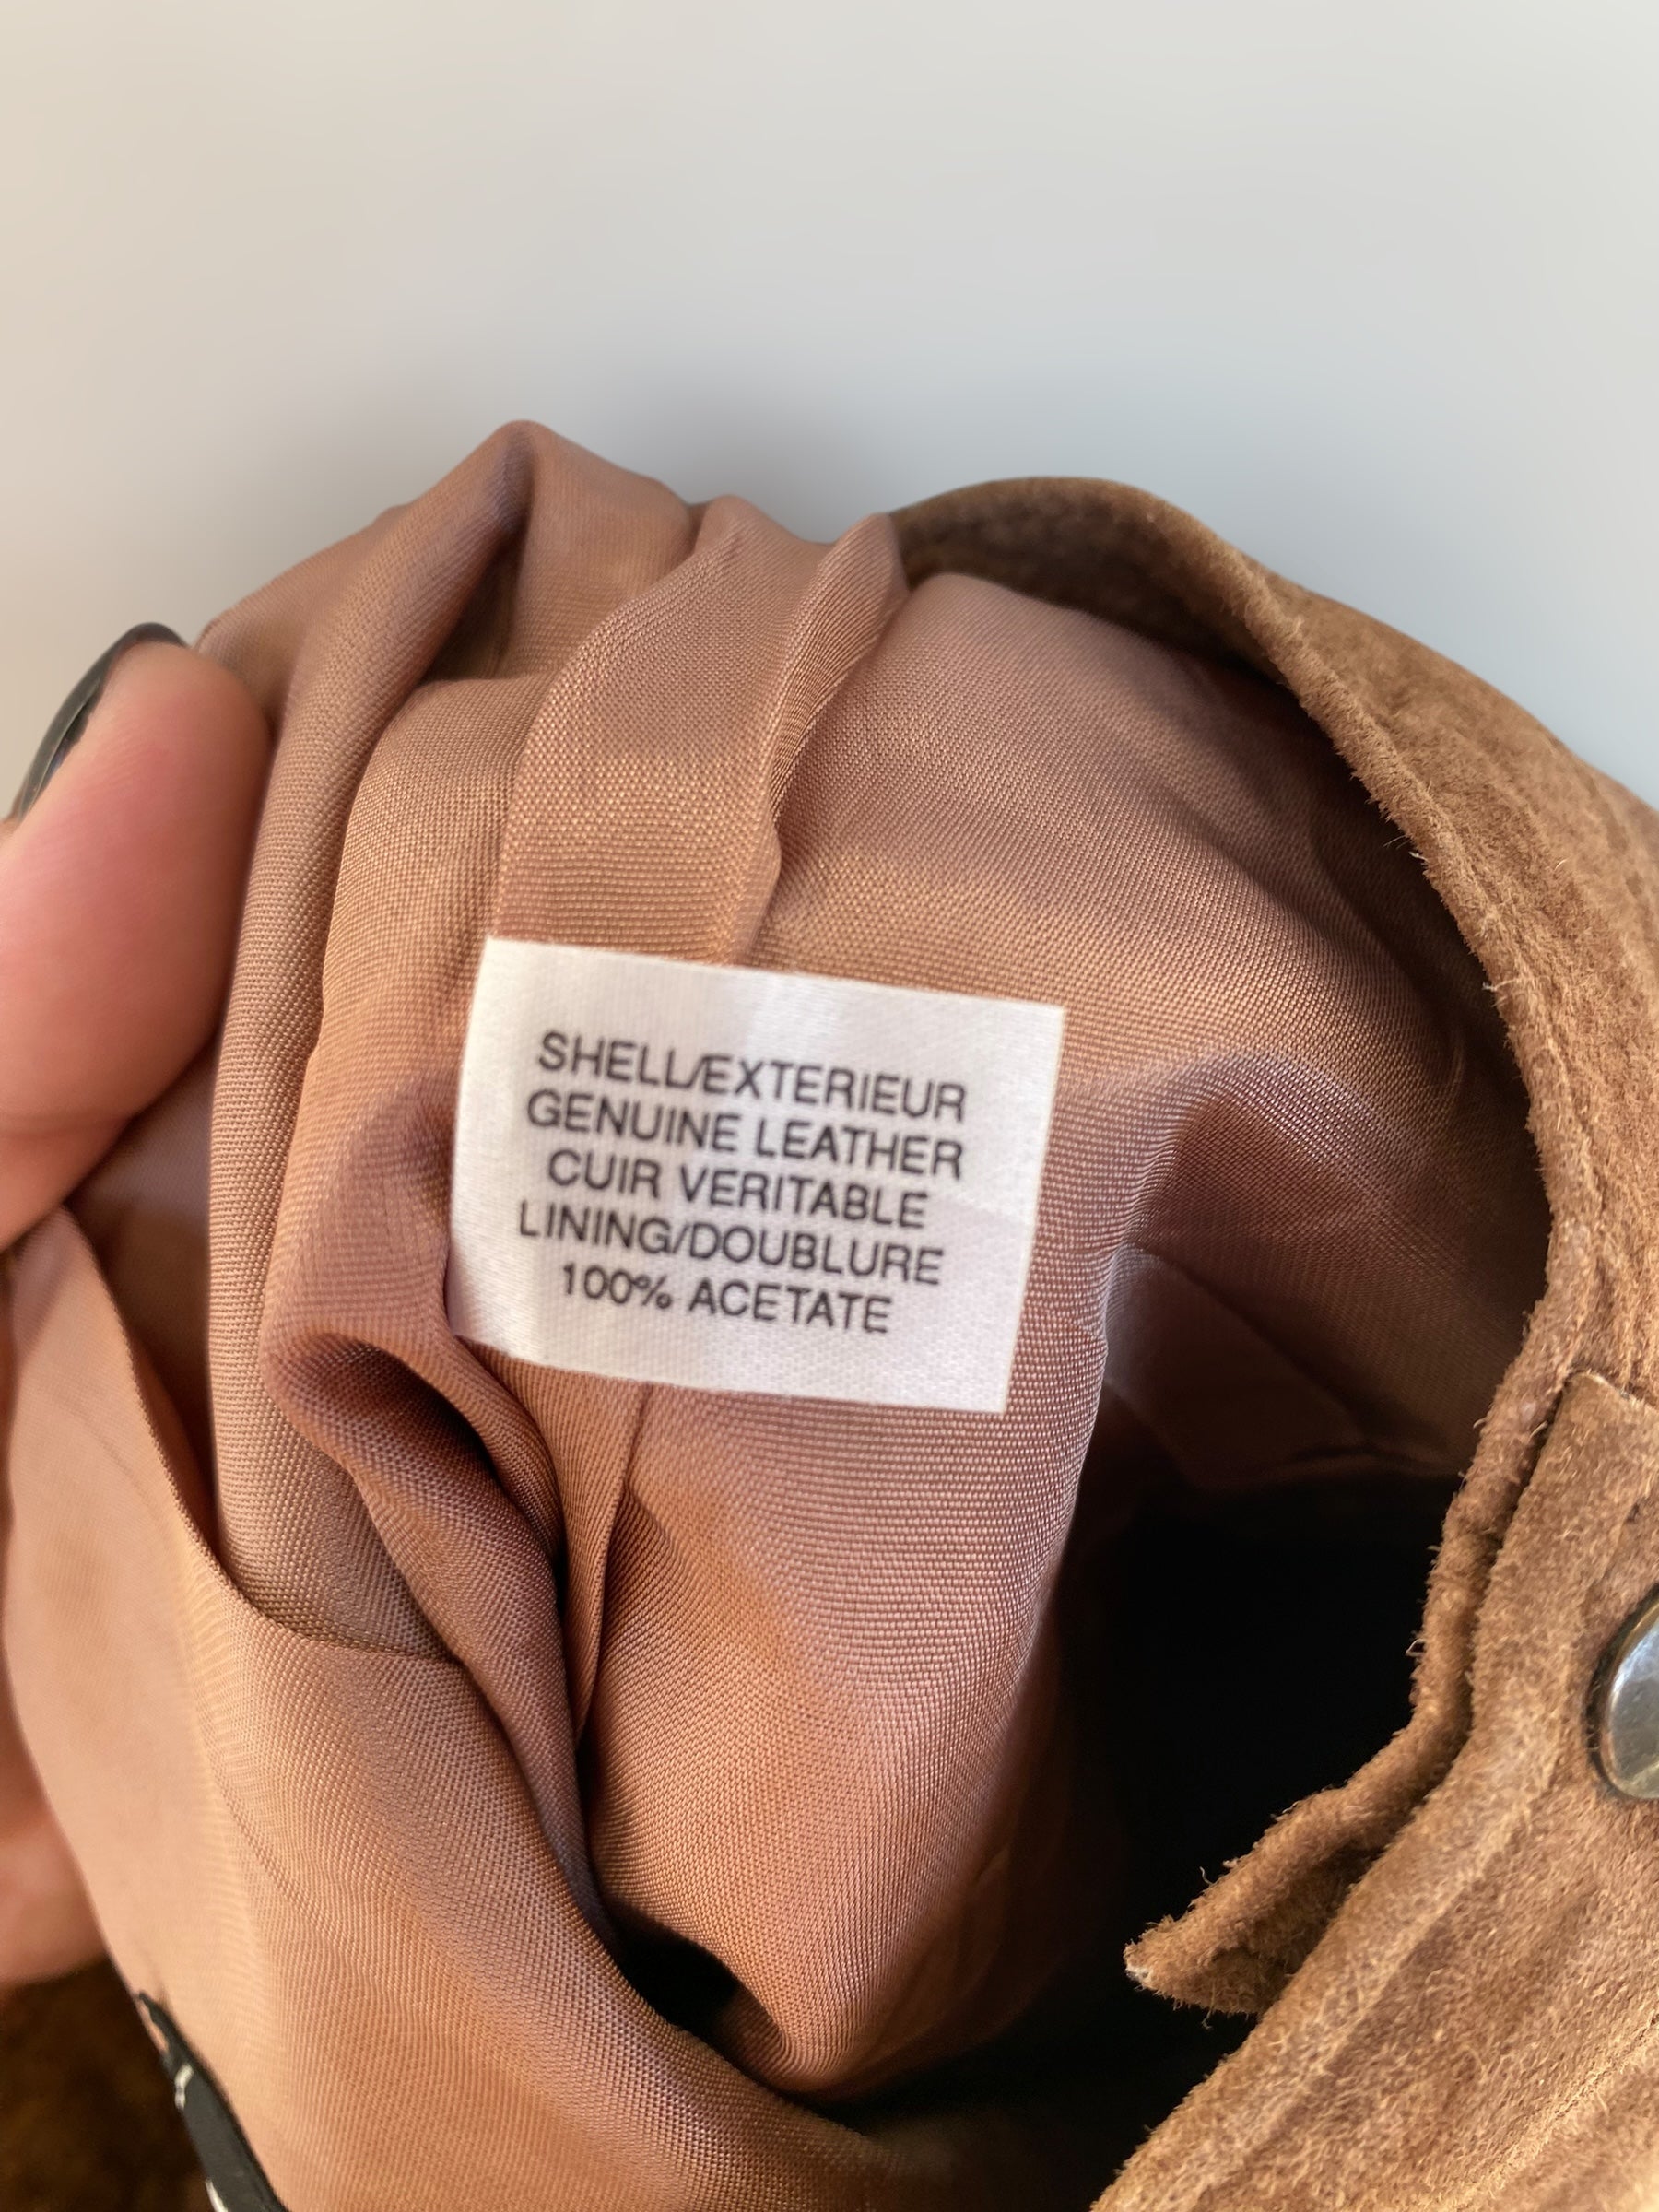 SHELL/EXTERIEUR
GENUINE LEATHER
CUIR VERITABLE
LINING/DOUBLURE
100% ACETATE